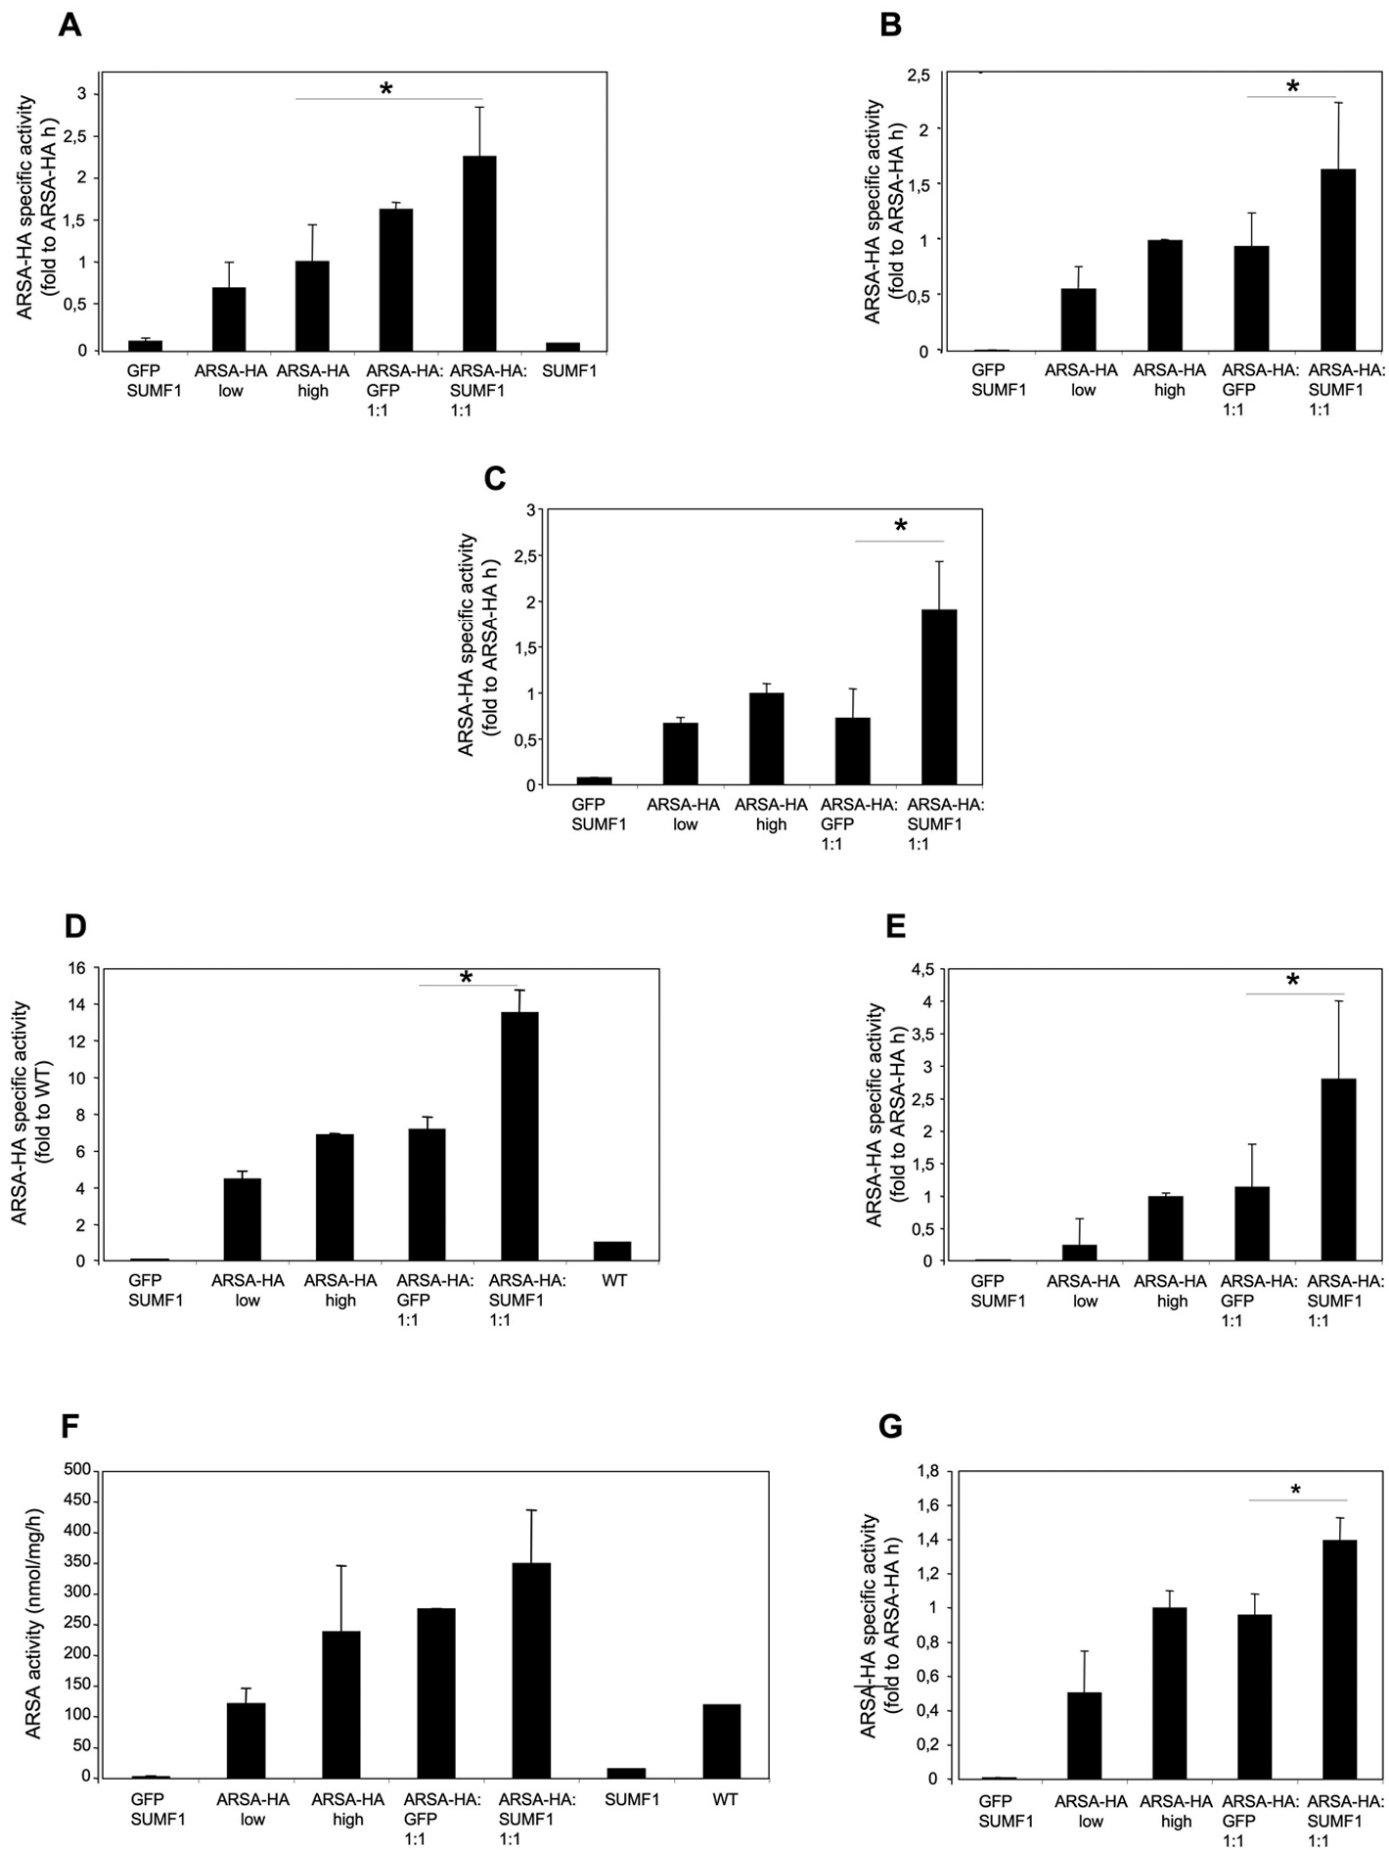 A
ARSA-HA specific activity
(fold to ARSA-HA h)
3
2,5
2
1,5
1
0,5
0
*
GFP
SUMF1
ARSA-HA
low
ARSA-HA
high
ARSA-HA:
GFP
1:1
ARSA-HA:
SUMF1
1:1
SUMF1
B
ARSA-HA specific activity
(fold to ARSA-HA h)
2,5
2
1,5
1
0,5
0
*
GFP
SUMF1
ARSA-HA
low
ARSA-HA
high
ARSA-HA:
GFP
1:1
ARSA-HA:
SUMF1
1:1
C
ARSA-HA specific activity
(fold to ARSA-HA h)
3
2,5
2
1,5
1
0,5
0
*
GFP
SUMF1
ARSA-HA
low
ARSA-HA
high
ARSA-HA:
GFP
1:1
ARSA-HA:
SUMF1
1:1
D
ARSA-HA specific activity
(fold to WT)
16
14
12
10
8
6
4
2
0
*
GFP
SUMF1
ARSA-HA
low
ARSA-HA
high
ARSA-HA:
GFP
1:1
ARSA-HA:
SUMF1
1:1
WT
E
ARSA-HA specific activity
(fold to ARSA-HA h)
4,5
4
3,5
3
2,5
2
1,5
1
0,5
0
*
GFP
SUMF1
ARSA-HA
low
ARSA-HA
high
ARSA-HA:
GFP
1:1
ARSA-HA:
SUMF1
1:1
F
ARSA activity (nmol/mg/h)
500
450
400
350
300
250
200
150
100
50
0
GFP
SUMF1
ARSA-HA
low
ARSA-HA
high
ARSA-HA:
GFP
1:1
ARSA-HA:
SUMF1
1:1
SUMF1
WT
G
ARSA-HA specific activity
(fold to ARSA-HA h)
1,8
1,6
1,4
1,2
1
0,8
0,6
0,4
0,2
0
*
GFP
SUMF1
ARSA-HA
low
ARSA-HA
high
ARSA-HA:
GFP
1:1
ARSA-HA:
SUMF1
1:1